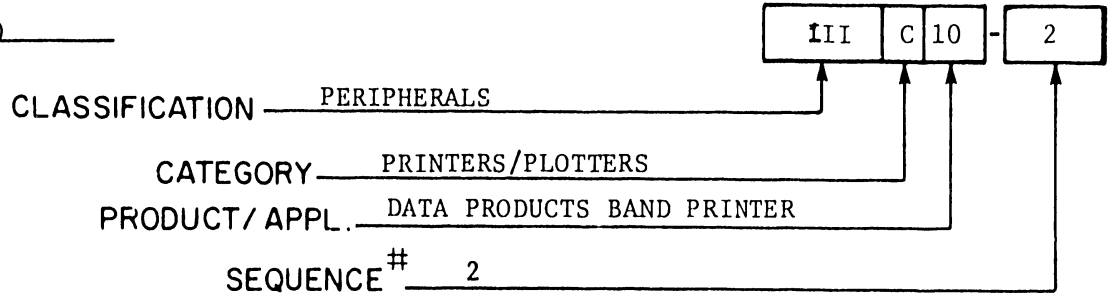 III C 10 - 2
CLASSIFICATION PERIPHERALS
CATEGORY PRINTERS/PLOTTERS
PRODUCT/APPL. DATA PRODUCTS BAND PRINTER
SEQUENCE # 2